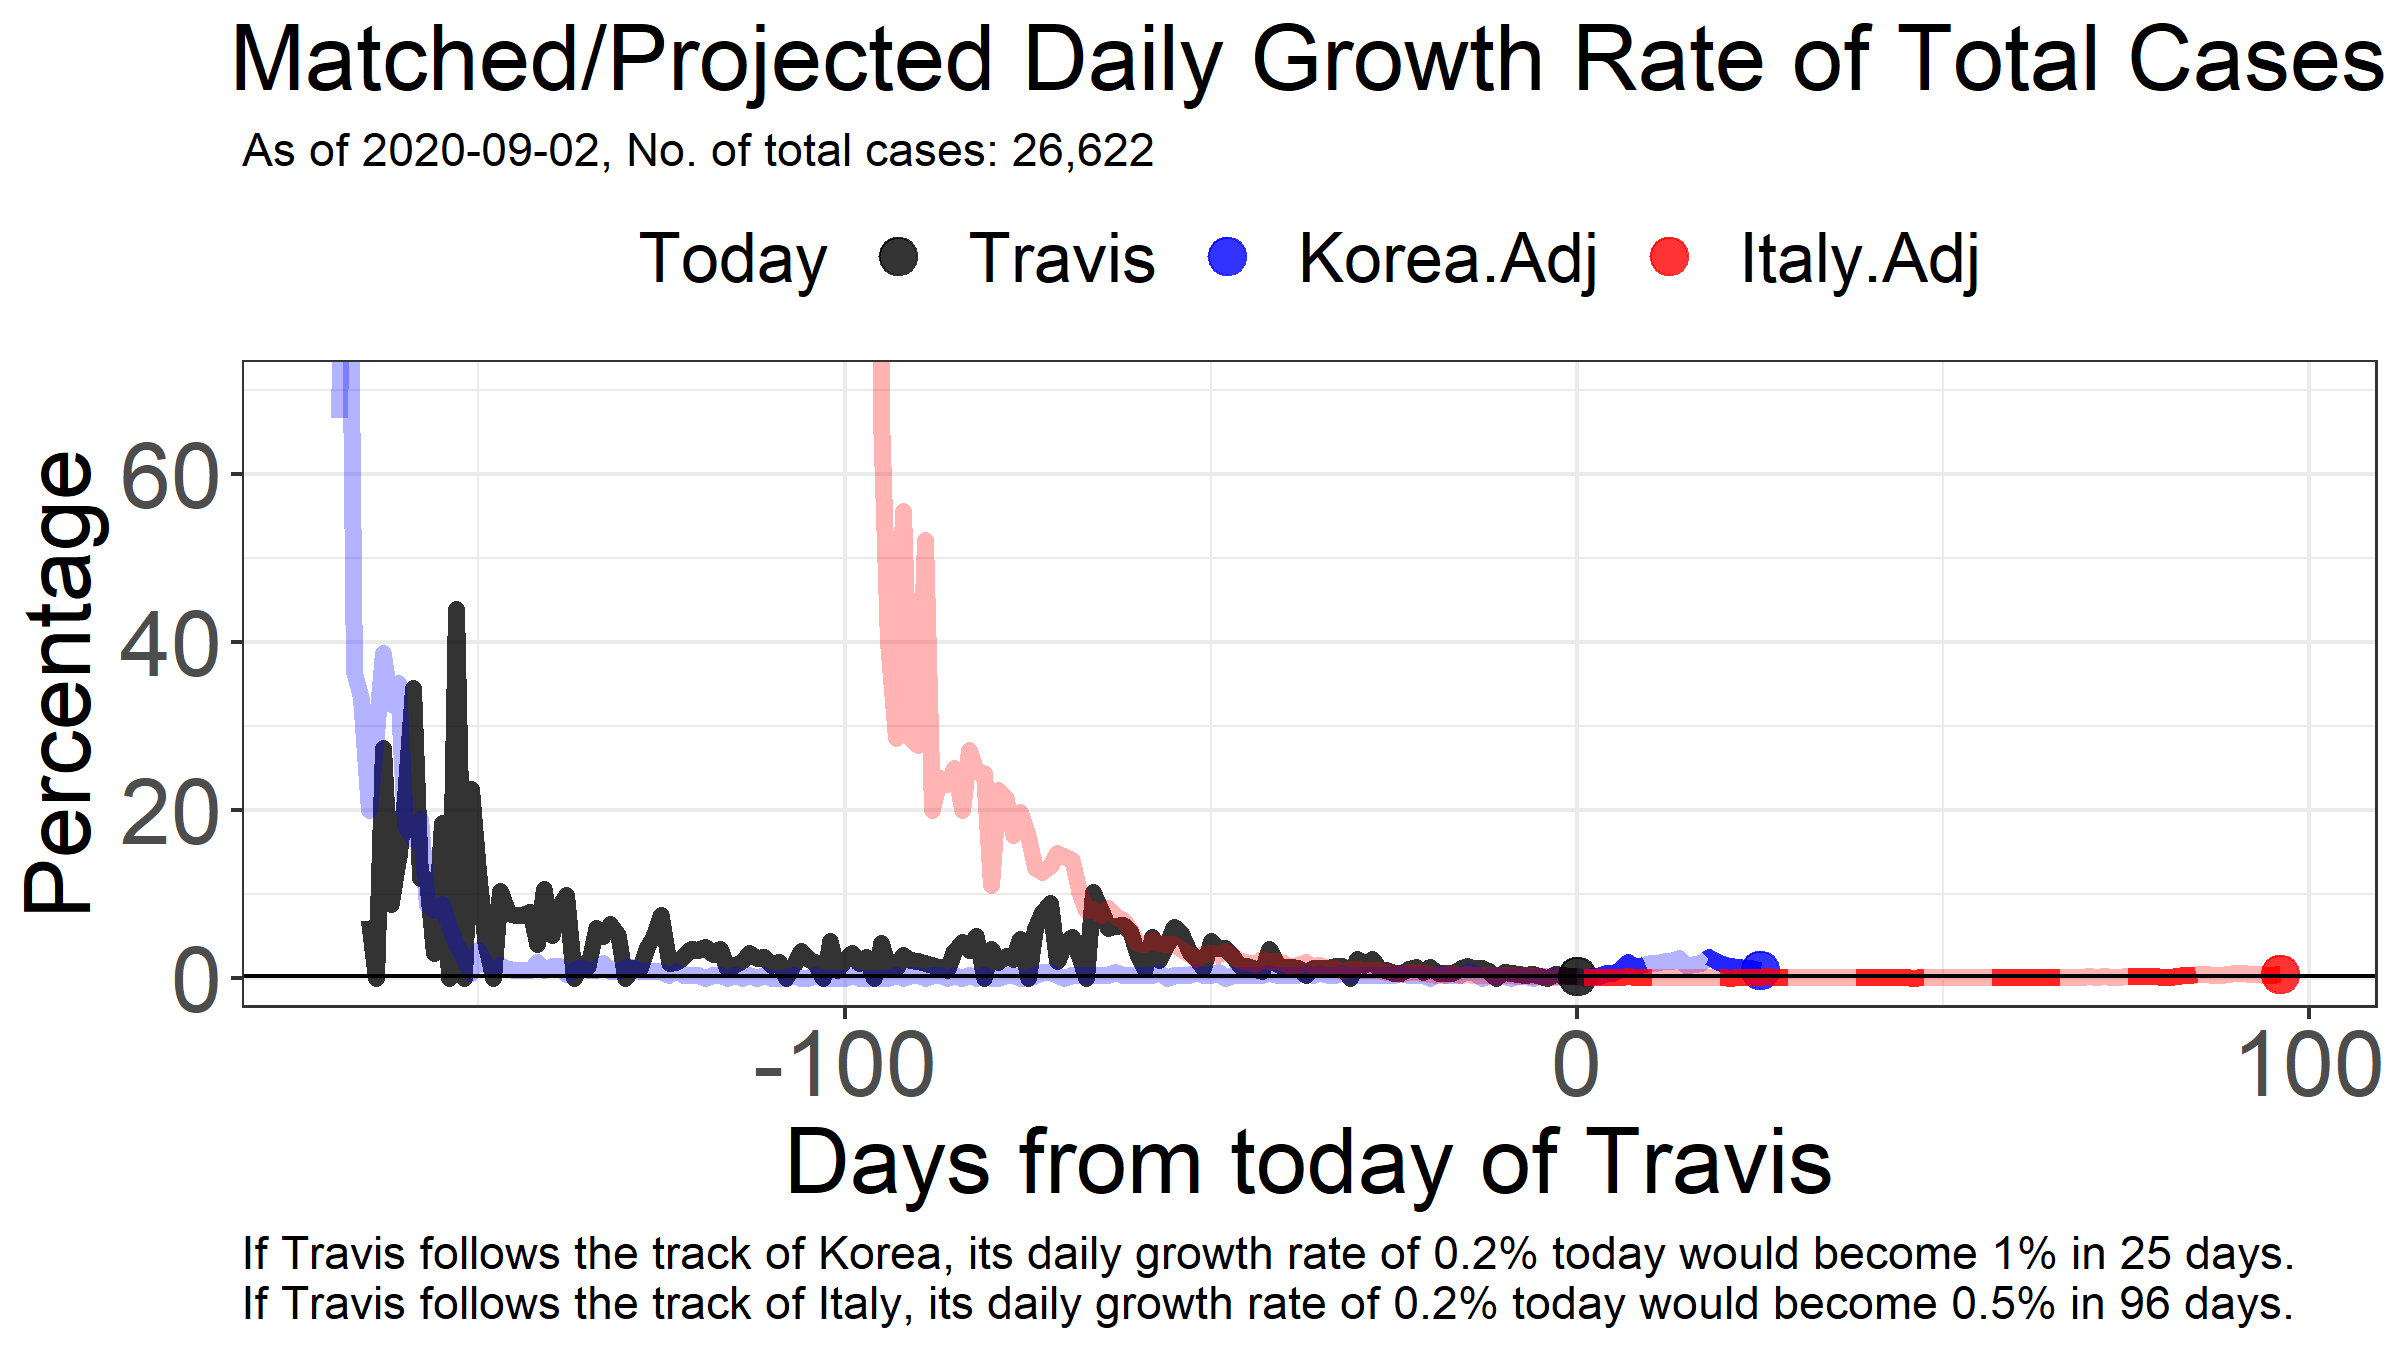 Matched/Projected Daily Growth Rate of Total Cases
As of 2020-09-02, No. of total cases: 26,622
Today Travis Korea.Adj Italy.Adj
Percentage
60
40
20
0
-100 0 100
Days from today of Travis
If Travis follows the track of Korea, its daily growth rate of 0.2% today would become 1% in 25 days.
If Travis follows the track of Italy, its daily growth rate of 0.2% today would become 0.5% in 96 days.